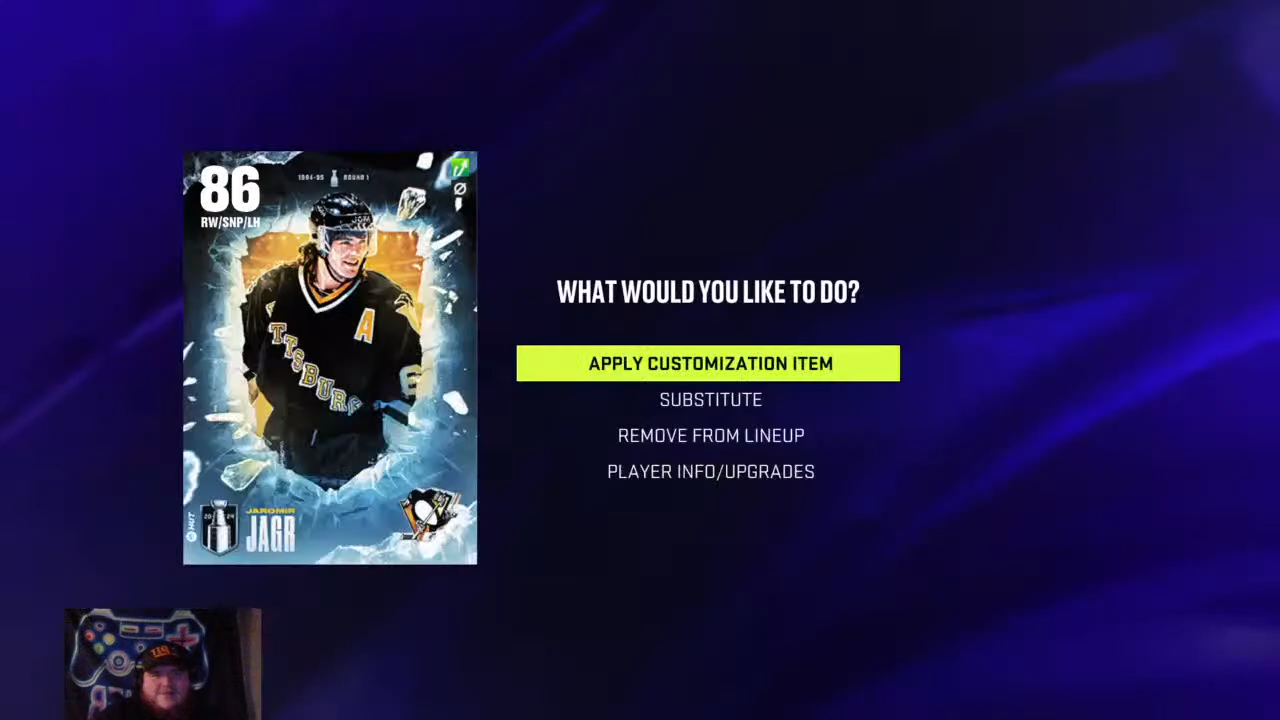 86
RW/SNP/LH
1994-95 ROUND 1
A
JAROMIR
JAGR
HUT
WHAT WOULD YOU LIKE TO DO?
APPLY CUSTOMIZATION ITEM
SUBSTITUTE
REMOVE FROM LINEUP
PLAYER INFO/UPGRADES